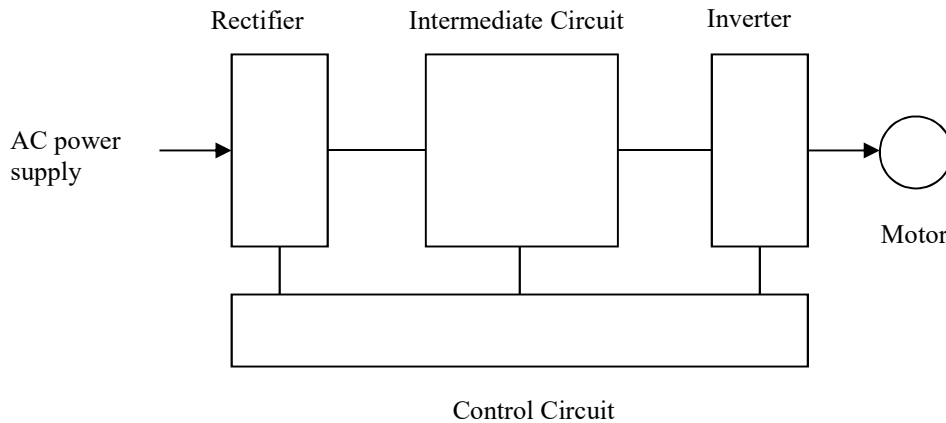 Rectifier
Intermediate Circuit
Inverter
AC power
supply
Motor
Control Circuit